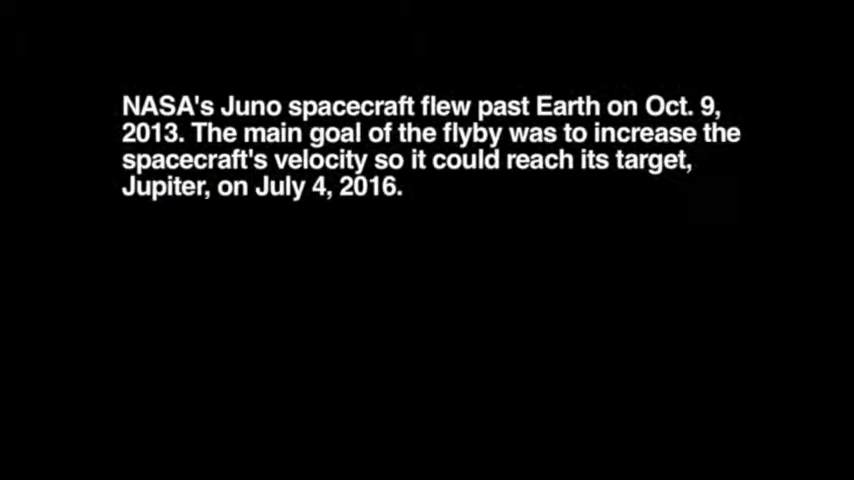 NASA's Juno spacecraft flew past Earth on Oct. 9,
2013. The main goal of the flyby was to increase the
spacecraft's velocity so it could reach its target,
Jupiter, on July 4, 2016.